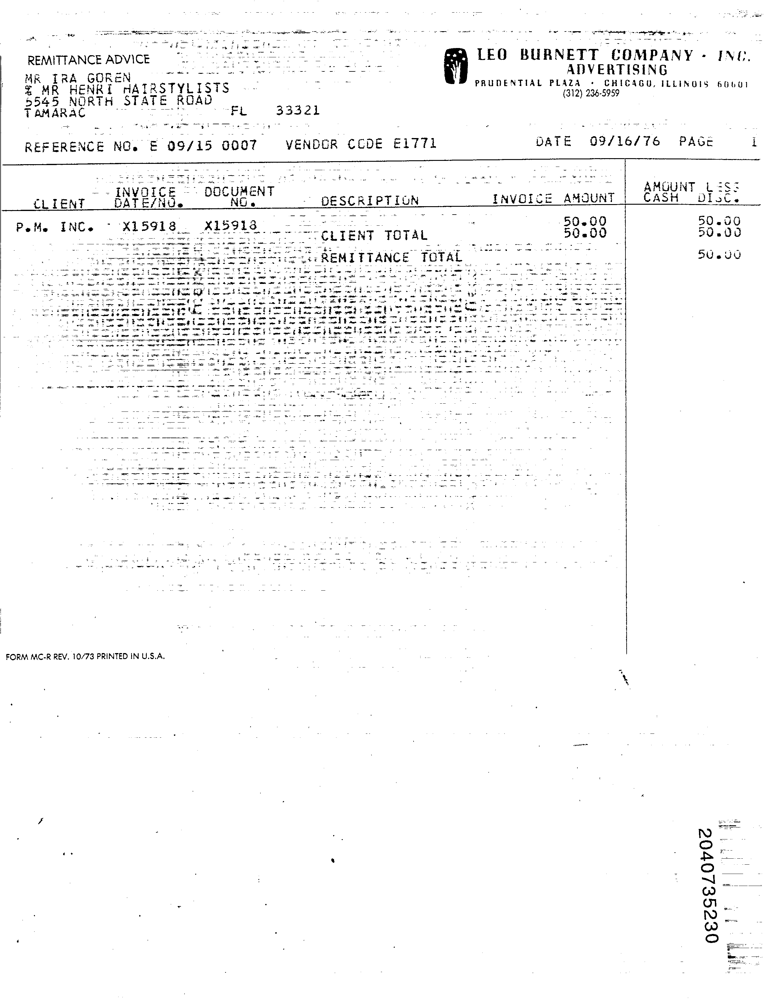 REMITTANCE ADVICE
MR IRA GOREN
% MR HENRI HAIRSTYLISTS
5545 NORTH STATE ROAD
TAMARAC FL 33321
LEO BURNETT COMPANY · INC.
ADVERTISING
PRUDENTIAL PLAZA · CHICAGO, ILLINOIS 60601
(312) 236-5959
REFERENCE NO. E 09/15 0007 VENDOR CODE E1771 DATE 09/16/76 PAGE 1
CLIENT INVOICE DATE/NO. DOCUMENT NO. DESCRIPTION INVOICE AMOUNT AMOUNT LESS CASH DISC.
P.M. INC. X15918 X15918 50.00 50.00
CLIENT TOTAL 50.00 50.00
REMITTANCE TOTAL 50.00
FORM MC-R REV. 10/73 PRINTED IN U.S.A.
2040735230